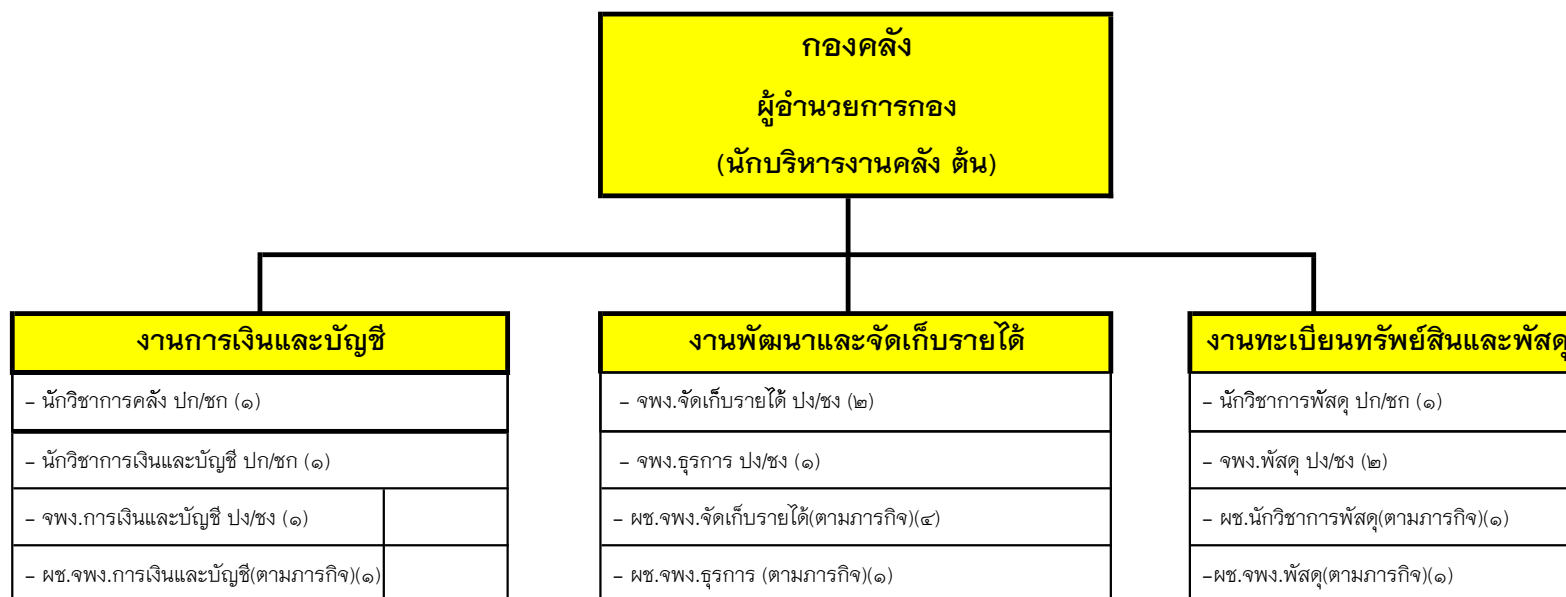 กองคลัง
ผู้อำนวยการกอง
(นักบริหารงานคลัง ต้น)
งานการเงินและบัญชี
– นักวิชาการคลัง ปก/ชก (๑)
– นักวิชาการเงินและบัญชี ปก/ชก (๑)
– จพง.การเงินและบัญชี ปง/ชง (๑)
– ผช.จพง.การเงินและบัญชี(ตามภารกิจ)(๑)
งานพัฒนาและจัดเก็บรายได้
– จพง.จัดเก็บรายได้ ปง/ชง (๒)
– จพง.ธุรการ ปง/ชง (๑)
– ผช.จพง.จัดเก็บรายได้(ตามภารกิจ)(๔)
– ผช.จพง.ธุรการ (ตามภารกิจ)(๑)
งานทะเบียนทรัพย์สินและพัสดุ
– นักวิชาการพัสดุ ปก/ชก (๑)
– จพง.พัสดุ ปง/ชง (๒)
– ผช.นักวิชาการพัสดุ(ตามภารกิจ)(๑)
–ผช.จพง.พัสดุ(ตามภารกิจ)(๑)